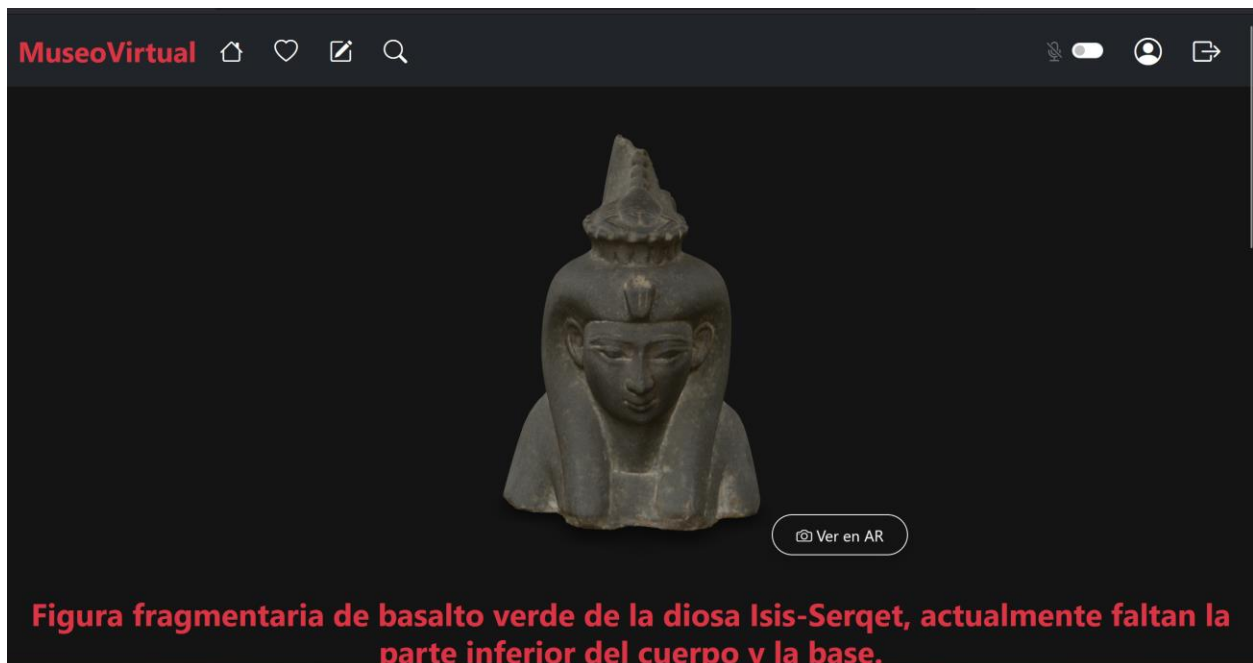 MuseoVirtual
Ver en AR
Figura fragmentaria de basalto verde de la diosa Isis-Serqet, actualmente faltan la
parte inferior del cuerpo y la base.